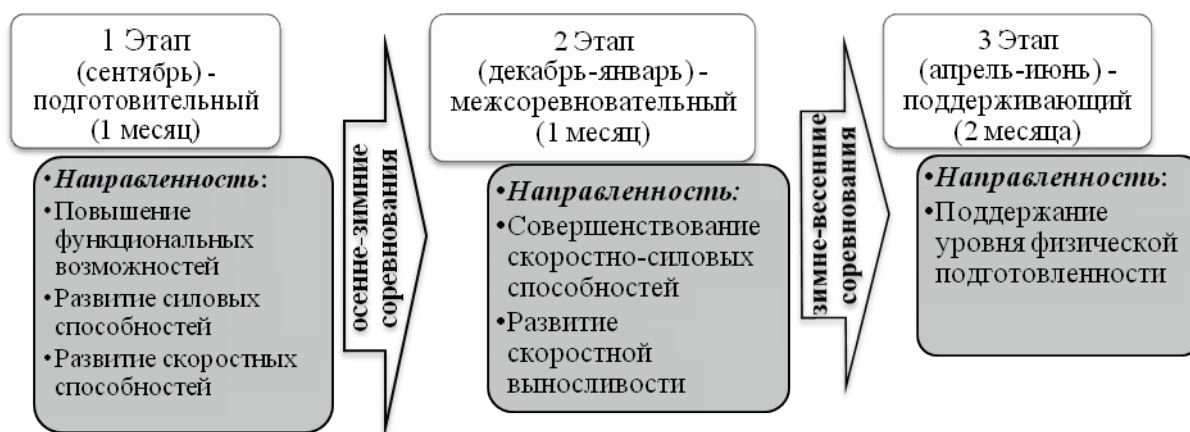 1 Этап
(сентябрь) -
подготовительный
(1 месяц)
•Направленность:
•Повышение
функциональных
возможностей
•Развитие силовых
способностей
•Развитие скоростных
способностей
осенне-зимние
соревнования
2 Этап
(декабрь-январь) -
межсоревновательный
(1 месяц)
•Направленность:
•Совершенствование
скоростно-силовых
способностей
•Развитие
скоростной
выносливости
зимне-весенние
соревнования
3 Этап
(апрель-июнь) -
поддерживающий
(2 месяца)
•Направленность:
•Поддержание
уровня физической
подготовленности